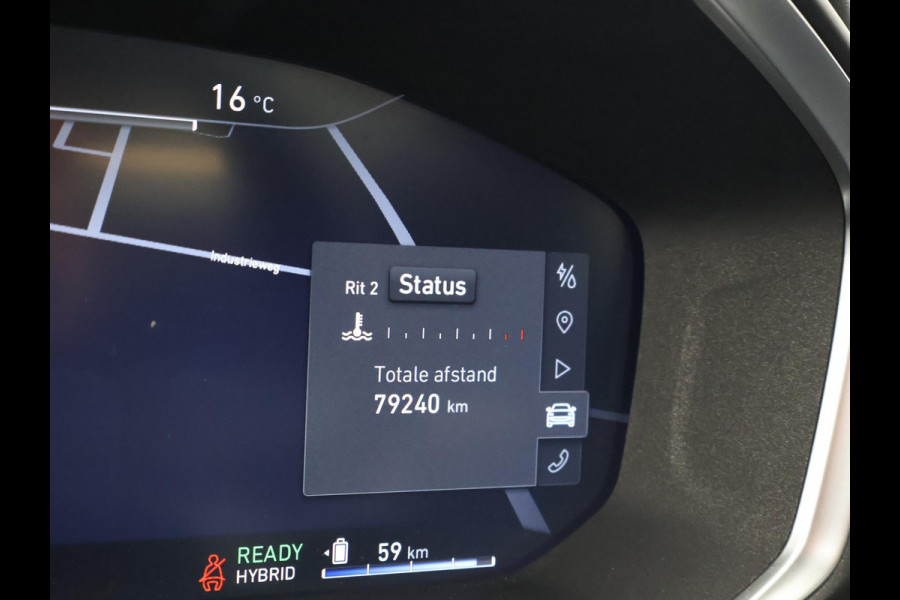 16 °C
Industrieweg
Rit 2 Status
Totale afstand
79240 km
READY 59 km
HYBRID